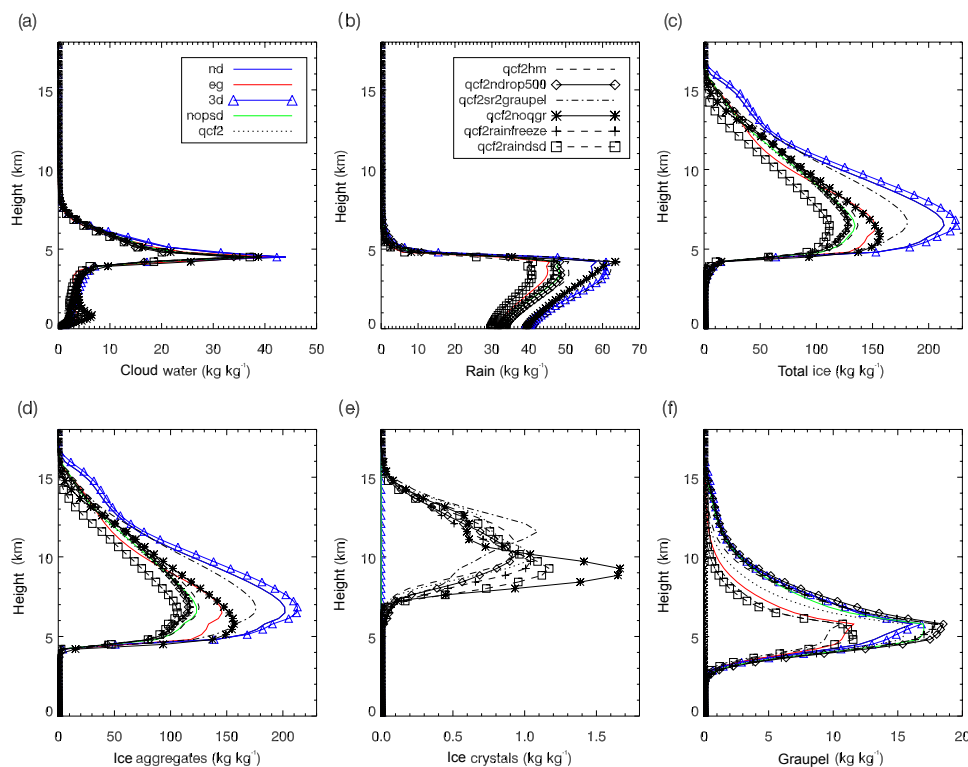 (a)
(b)
(c)
Height (km)
15
10
5
0
nd
eg
3d
nopsd
qcf2
0
10
20
30
40
50
Cloud water (kg kg⁻¹)
Height (km)
15
10
5
0
qcf2hm
qcf2ndrop500
qcf2sr2graupel
qcf2noqgr
qcf2rainfreeze
qcf2raindsd
0
10
20
30
40
50
60
70
Rain (kg kg⁻¹)
Height (km)
15
10
5
0
0
50
100
150
200
Total ice (kg kg⁻¹)
(d)
(e)
(f)
Height (km)
15
10
5
0
0
50
100
150
200
Ice aggregates (kg kg⁻¹)
Height (km)
15
10
5
0
0.0
0.5
1.0
1.5
Ice crystals (kg kg⁻¹)
Height (km)
15
10
5
0
0
5
10
15
20
Graupel (kg kg⁻¹)